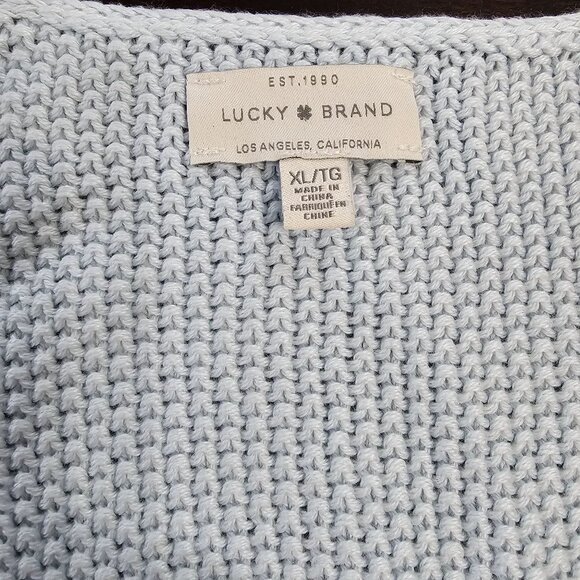 EST.1990
LUCKY BRAND
LOS ANGELES, CALIFORNIA
XL/TG
MADE IN
CHINA
FABRIQUÉ EN
CHINE